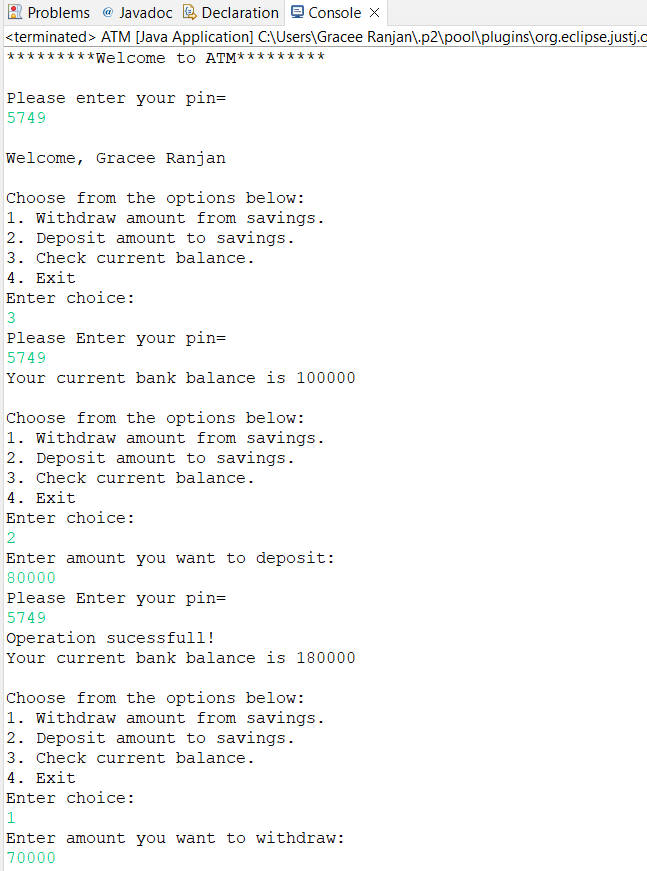 Problems @ Javadoc Declaration Console
<terminated> ATM [Java Application] C:\Users\Gracee Ranjan\.p2\pool\plugins\org.eclipse.justj.o
*********Welcome to ATM*********
Please enter your pin=
5749
Welcome, Gracee Ranjan
Choose from the options below:
1. Withdraw amount from savings.
2. Deposit amount to savings.
3. Check current balance.
4. Exit
Enter choice:
3
Please Enter your pin=
5749
Your current bank balance is 100000
Choose from the options below:
1. Withdraw amount from savings.
2. Deposit amount to savings.
3. Check current balance.
4. Exit
Enter choice:
2
Enter amount you want to deposit:
80000
Please Enter your pin=
5749
Operation sucessfull!
Your current bank balance is 180000
Choose from the options below:
1. Withdraw amount from savings.
2. Deposit amount to savings.
3. Check current balance.
4. Exit
Enter choice:
1
Enter amount you want to withdraw:
70000